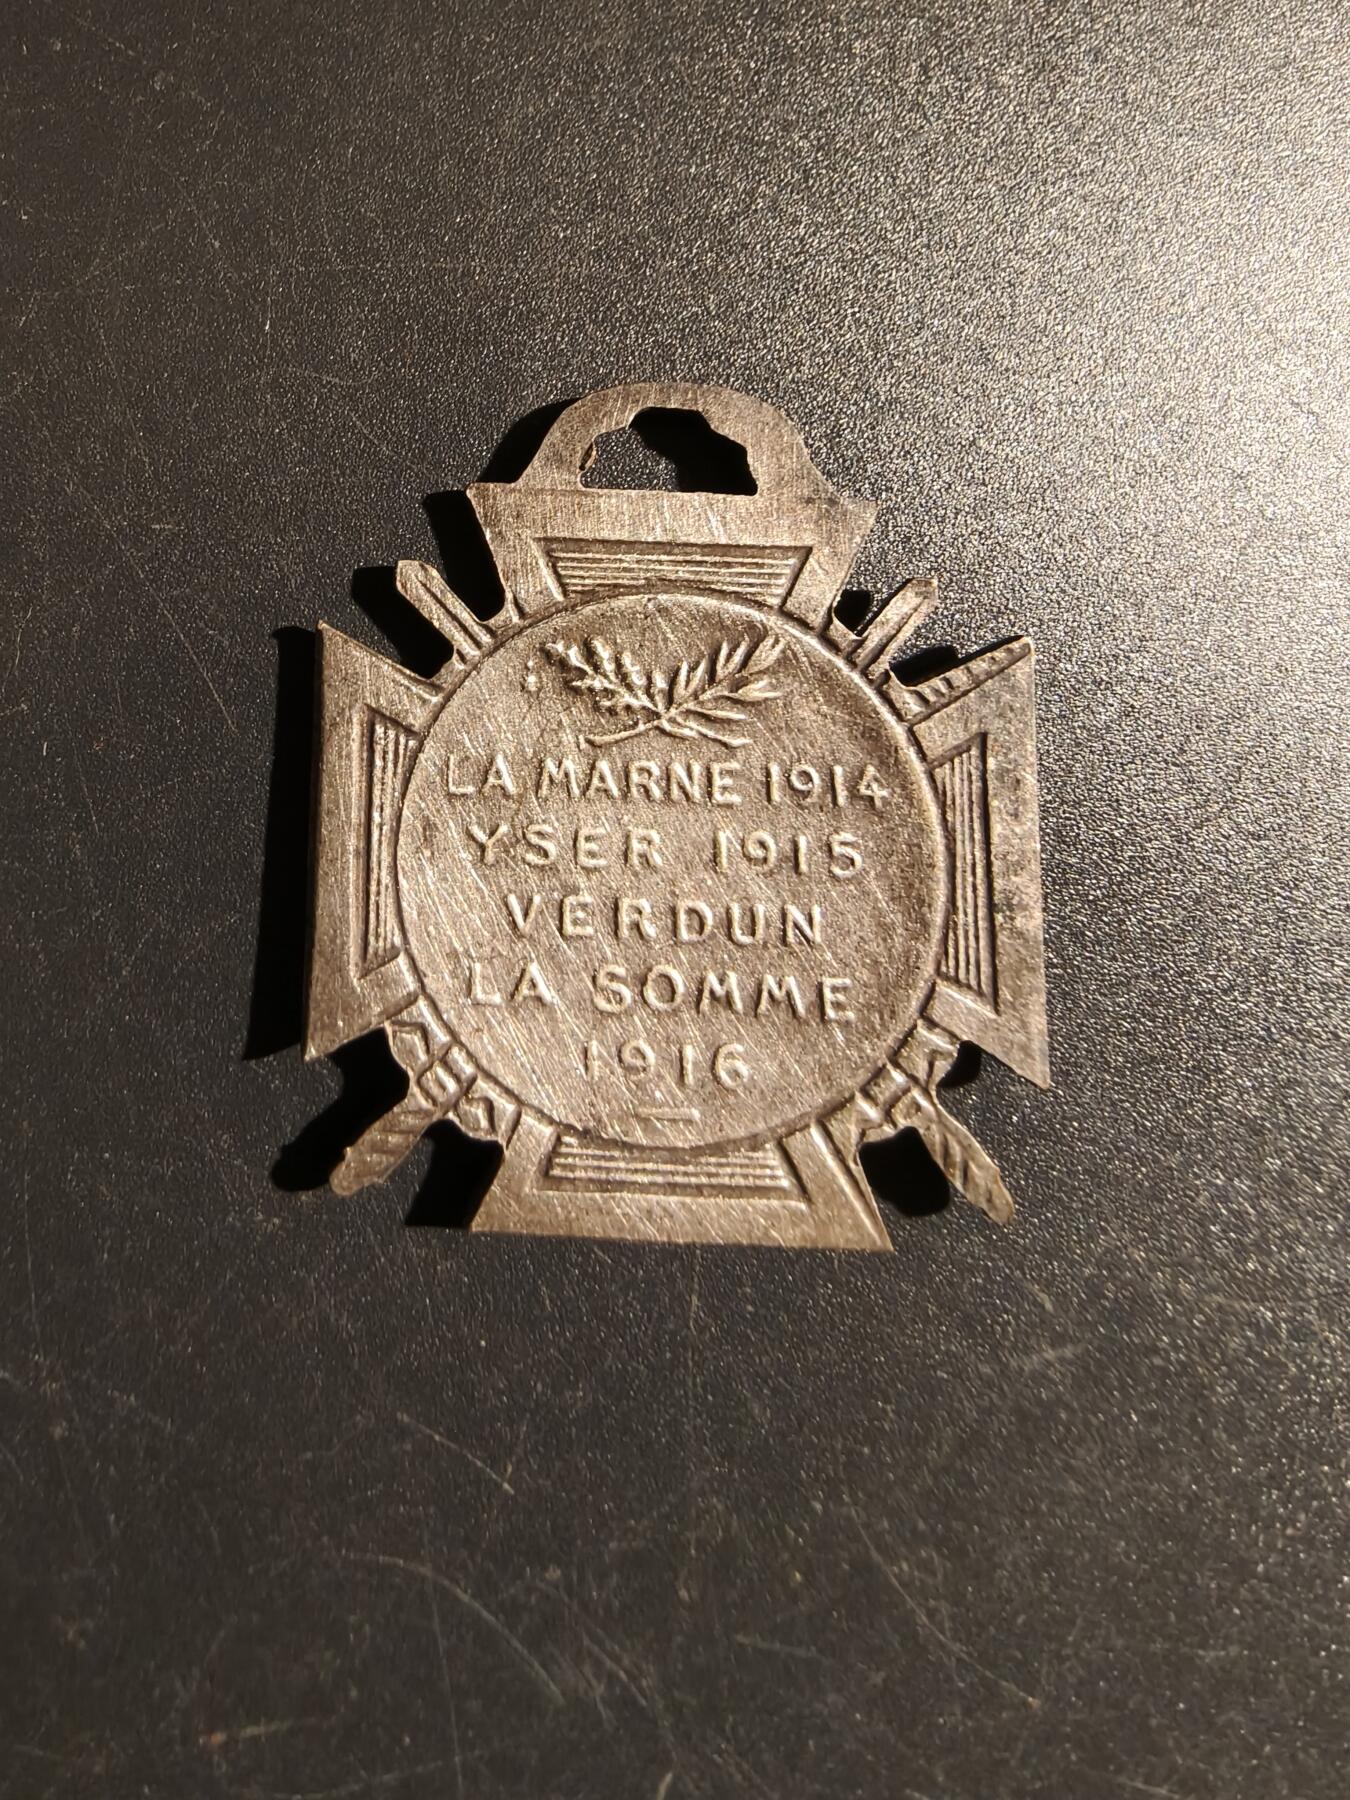 LA MARNE 1914
YSER 1915
VERDUN
LA SOMME
1916